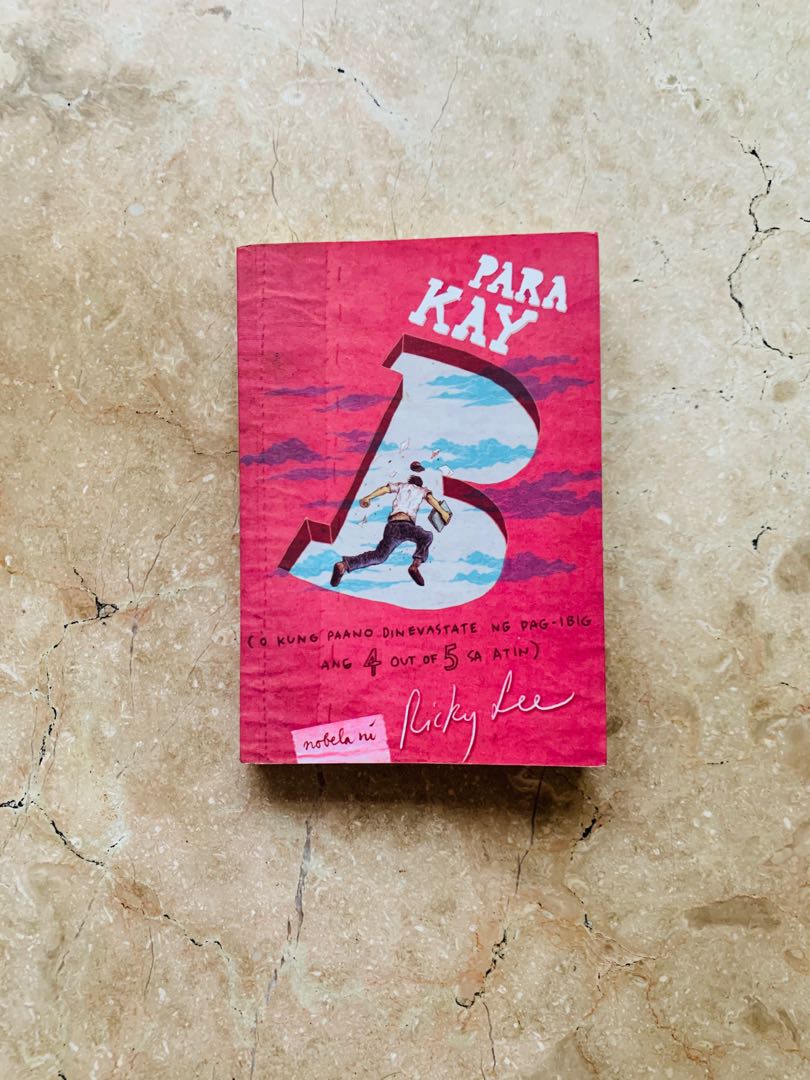 PARA
KAY
B
(O KUNG PAANO DINEVASTATE NG PAG-IBIG
ANG 4 OUT OF 5 SA ATIN)
nobela ni Ricky Lee